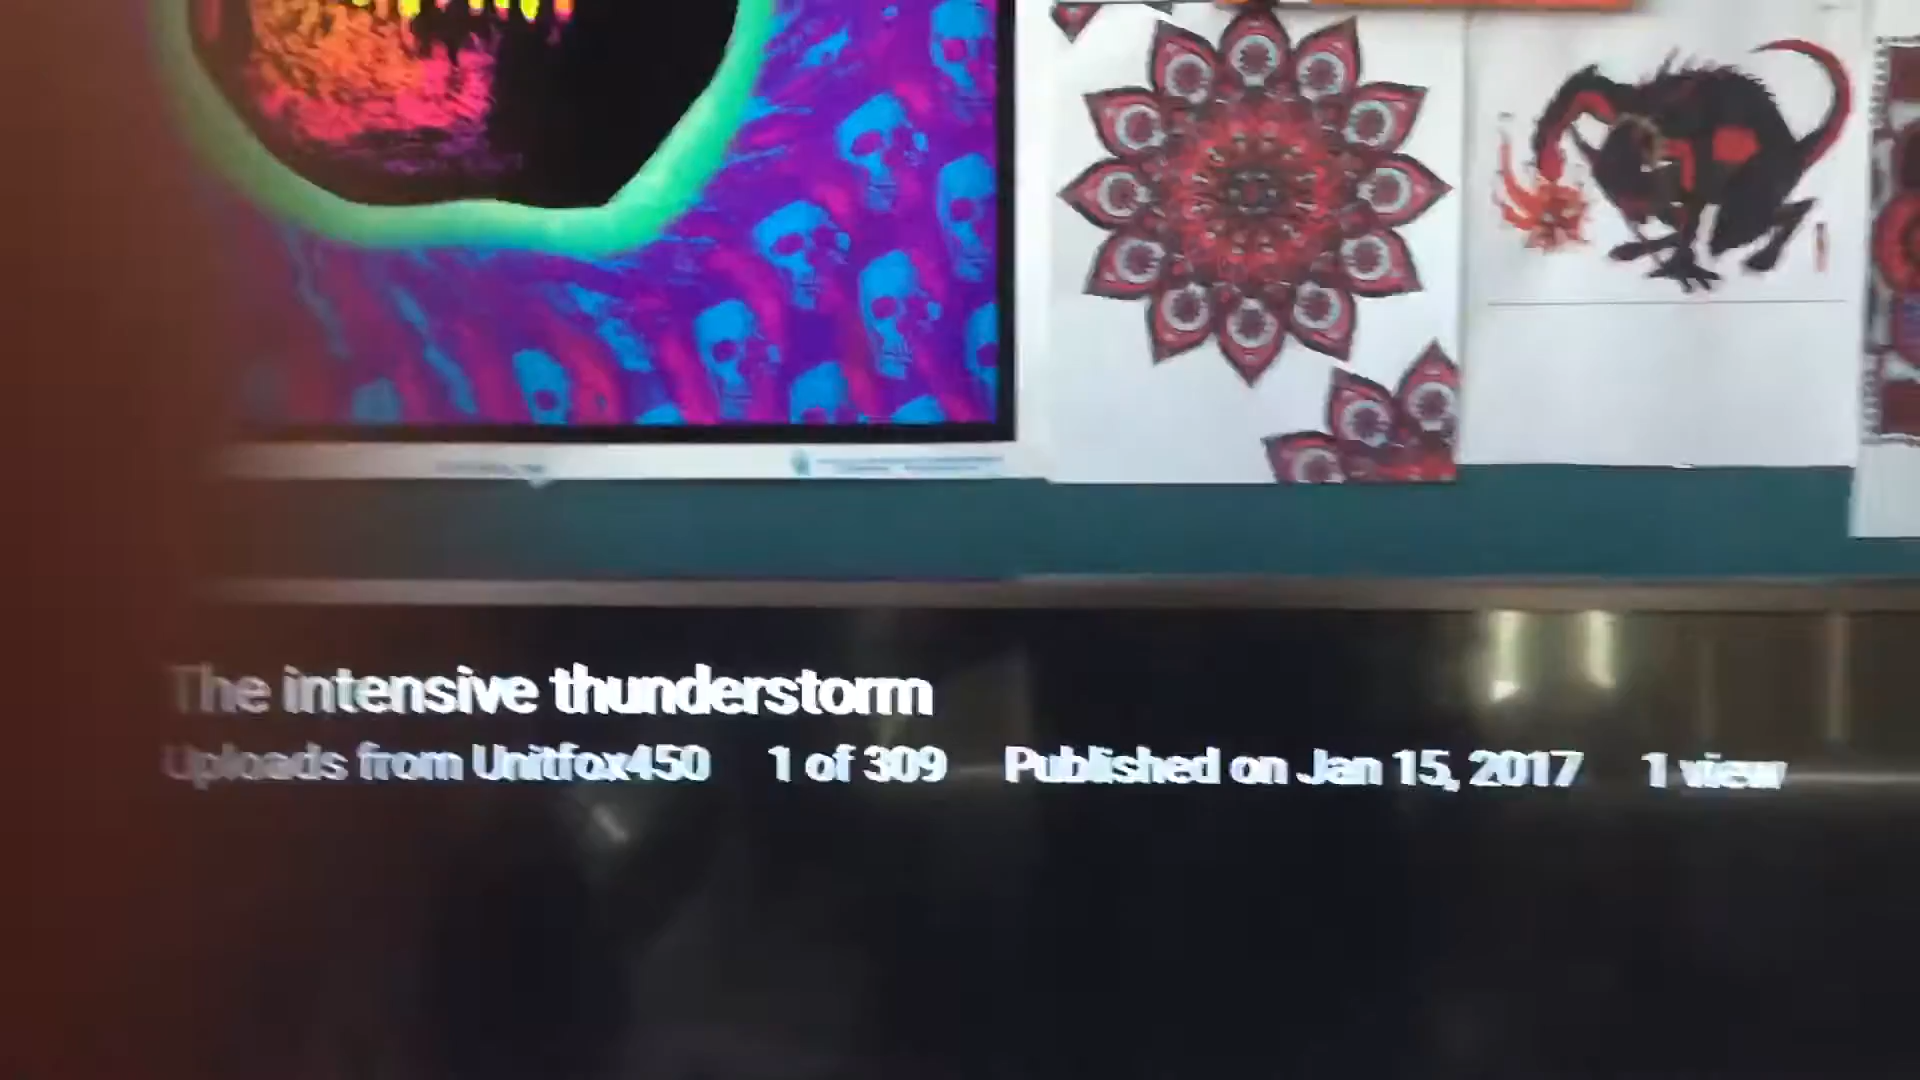 The intensive thunderstorm
Uploads from Unitfox450 1 of 309 Published on Jan 15, 2017 1 view